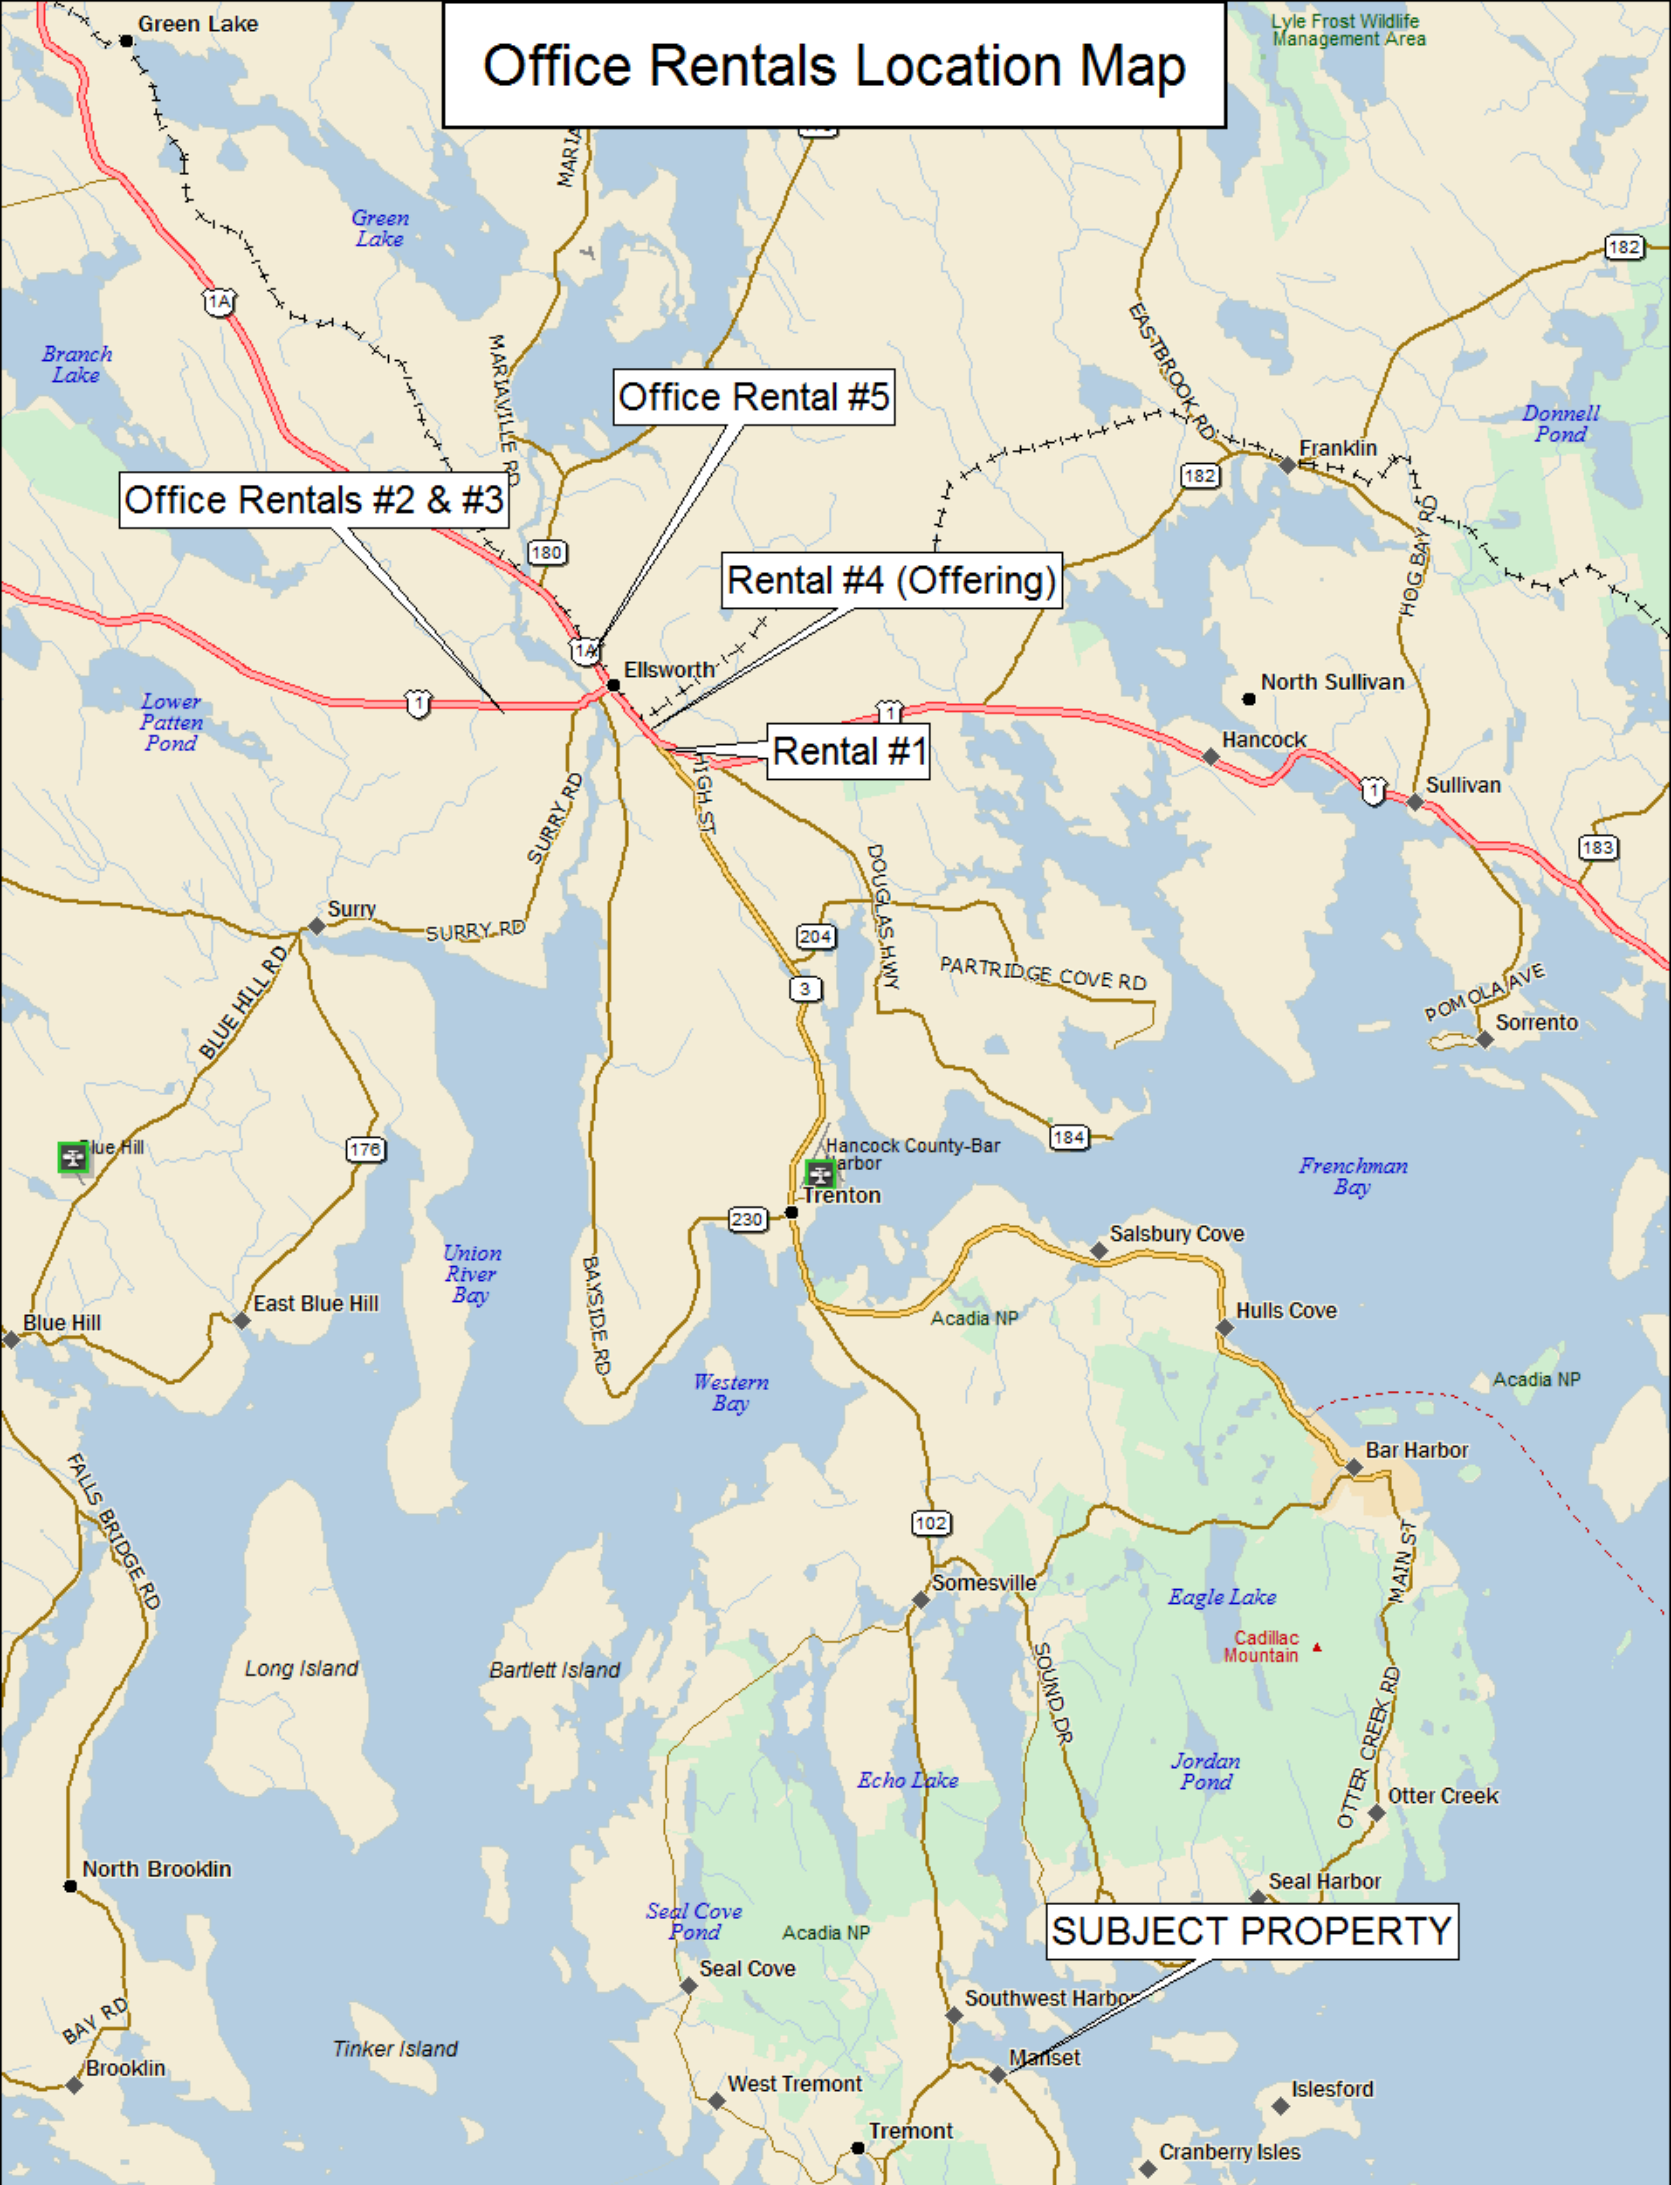 Office Rentals Location Map
Green Lake
Lyle Frost Wildlife
Management Area
MARIA
Green
Lake
182
1A
EASTBROOK RD
Branch
Lake
MARIAVILLE RD
Office Rental #5
Donnell
Pond
Franklin
182
Office Rentals #2 & #3
HOG BAY RD
180
Rental #4 (Offering)
1A
Ellsworth
North Sullivan
Lower
Patten
Pond
1
1
Hancock
Rental #1
HIGH ST
1
Sullivan
SURRY RD
183
DOUGLAS HWY
Surry
SURRY RD
204
BLUE HILL RD
PARTRIDGE COVE RD
3
POMOLA AVE
Sorrento
Blue Hill
176
184
Hancock County-Bar
Harbor
Frenchman
Bay
Trenton
230
Salsbury Cove
Union
River
Bay
BAYSIDE RD
East Blue Hill
Blue Hill
Acadia NP
Hulls Cove
Western
Bay
Acadia NP
FALLS BRIDGE RD
Bar Harbor
102
MAIN ST
Somesville
Eagle Lake
Cadillac
Mountain
Long Island
Bartlett Island
SOUND DR
OTTER CREEK RD
Jordan
Pond
Echo Lake
Otter Creek
North Brooklin
Seal Harbor
Seal Cove
Pond
Acadia NP
SUBJECT PROPERTY
Seal Cove
Southwest Harbor
BAY RD
Tinker Island
Manset
Brooklin
West Tremont
Islesford
Tremont
Cranberry Isles